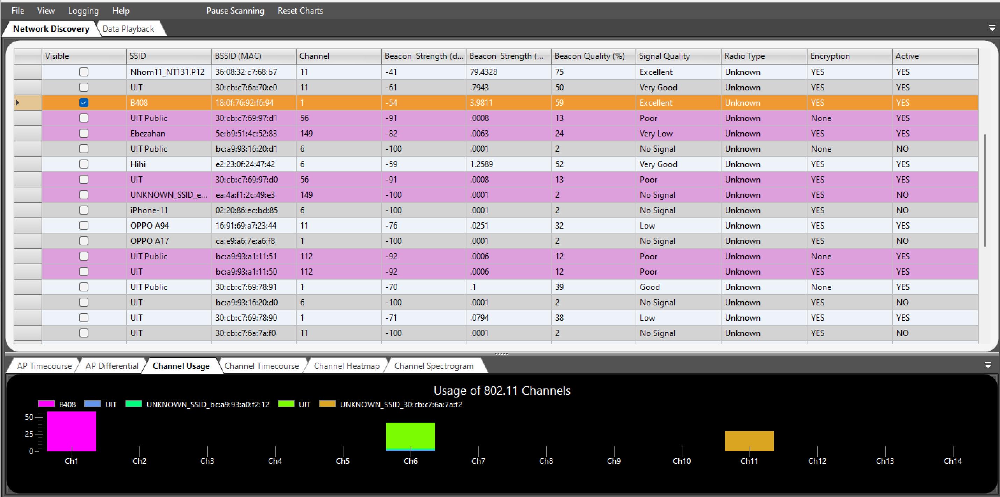 File View Logging Help Pause Scanning Reset Charts
Network Discovery Data Playback
Visible SSID BSSID (MAC) Channel Beacon Strength (d... Beacon Strength (... Beacon Quality (%) Signal Quality Radio Type Encryption Active
Nhom11_NT131.P12 36:08:32:c7:68:b7 11 -41 79.4328 75 Excellent Unknown YES YES
UIT 30:cb:c7:6a:70:e0 11 -61 .7943 50 Very Good Unknown YES YES
B408 18:0f:76:92:f6:94 1 -54 3.9811 59 Excellent Unknown YES YES
UIT Public 30:cb:c7:69:97:d1 56 -91 .0008 13 Poor Unknown None YES
Ebezahan 5e:b9:51:4c:52:83 149 -82 .0063 24 Very Low Unknown YES YES
UIT Public bc:a9:93:16:20:d1 6 -100 .0001 2 No Signal Unknown None NO
Hihi e2:23:0f:24:47:42 6 -59 1.2589 52 Very Good Unknown YES YES
UIT 30:cb:c7:69:97:d0 56 -91 .0008 13 Poor Unknown YES YES
UNKNOWN_SSID_e... ea:4a:f1:2c:49:e3 149 -100 .0001 2 No Signal Unknown YES NO
iPhone-11 02:20:86:ec:bd:85 6 -100 .0001 2 No Signal Unknown YES NO
OPPO A94 16:91:69:a7:23:44 11 -76 .0251 32 Low Unknown YES YES
OPPO A17 ca:e9:a6:7e:a6:f8 1 -100 .0001 2 No Signal Unknown YES NO
UIT Public bc:a9:93:a1:11:51 112 -92 .0006 12 Poor Unknown None YES
UIT bc:a9:93:a1:11:50 112 -92 .0006 12 Poor Unknown YES YES
UIT Public 30:cb:c7:69:78:91 1 -70 .1 39 Good Unknown None YES
UIT bc:a9:93:16:20:d0 6 -100 .0001 2 No Signal Unknown YES NO
UIT 30:cb:c7:69:78:90 1 -71 .0794 38 Low Unknown YES YES
UIT 30:cb:c7:6a:7a:f0 11 -100 .0001 2 No Signal Unknown YES NO
AP Timecourse AP Differential Channel Usage Channel Timecourse Channel Heatmap Channel Spectrogram
Usage of 802.11 Channels
B408 UIT UNKNOWN_SSID_bc:a9:93:a0:f2:12 UIT UNKNOWN_SSID_30:cb:c7:6a:7a:f2
50
25
0
Ch1 Ch2 Ch3 Ch4 Ch5 Ch6 Ch7 Ch8 Ch9 Ch10 Ch11 Ch12 Ch13 Ch14